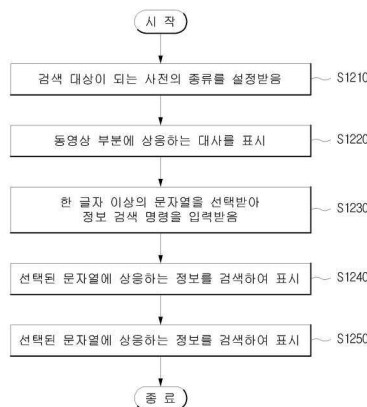 시 작
검색 대상이 되는 사전의 종류를 설정받음
S1210
동영상 부분에 상응하는 대사를 표시
S1220
한 글자 이상의 문자열을 선택받아
정보 검색 명령을 입력받음
S1230
선택된 문자열에 상응하는 정보를 검색하여 표시
S1240
선택된 문자열에 상응하는 정보를 검색하여 표시
S1250
종 료